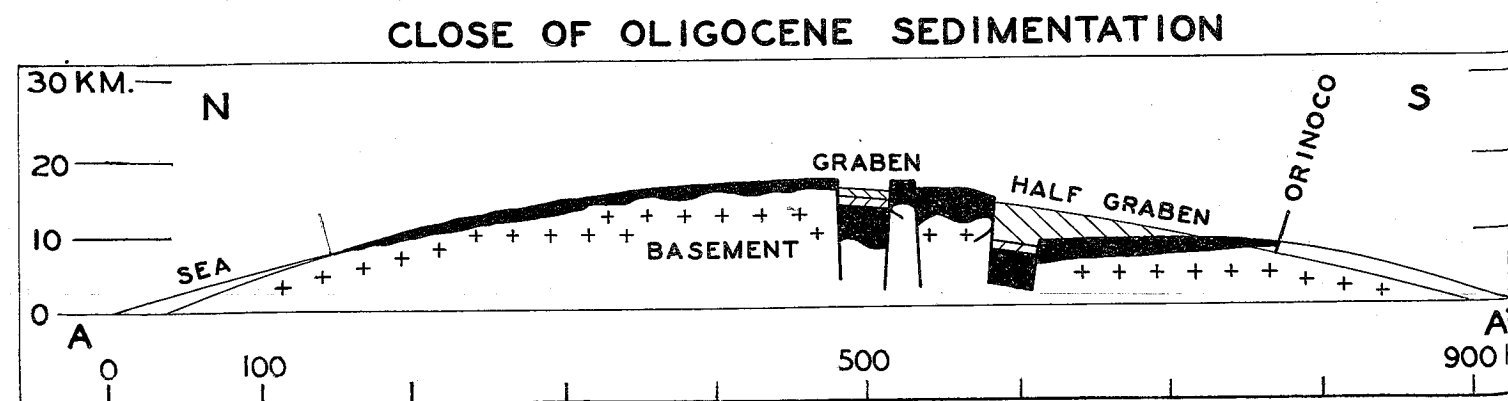 CLOSE OF OLIGOCENE SEDIMENTATION
30 KM.
N
S
ORINOCO
20
GRABEN
HALF GRABEN
10
BASEMENT
SEA
0
A
A'
0
100
500
900